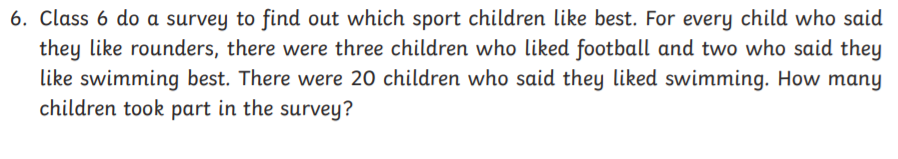 6. Class 6 do a survey to find out which sport children like best. For every child who said
they like rounders, there were three children who liked football and two who said they
like swimming best. There were 20 children who said they liked swimming. How many
children took part in the survey?